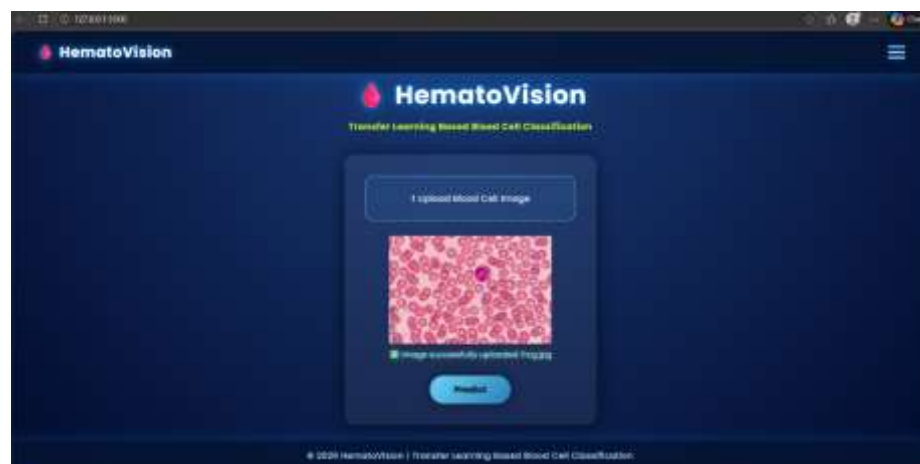 HematoVision
HematoVision
Transfer Learning Based Blood Cell Classification
Upload Blood Cell Image
Image successfully uploaded:
Predict
HematoVision | Transfer Learning Based Blood Cell Classification